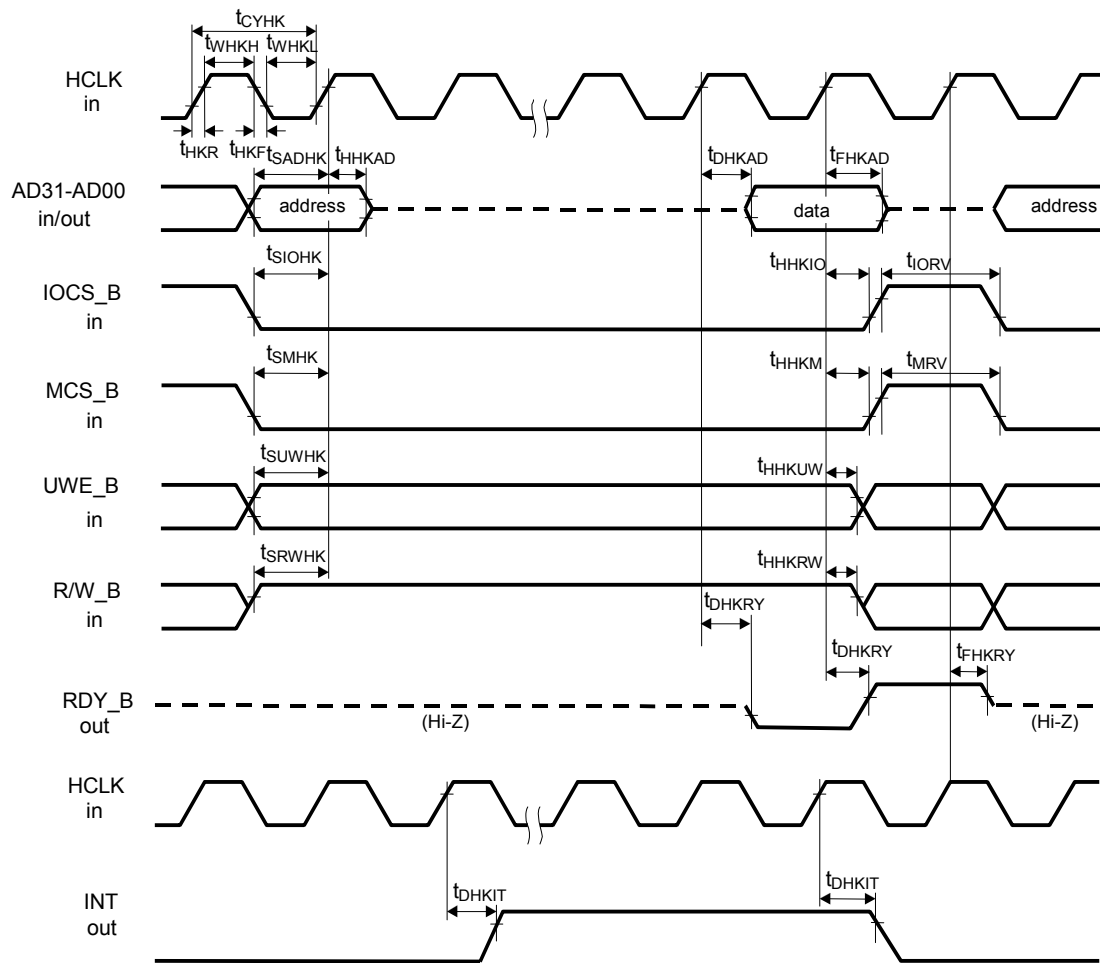 tCYHK
tWHKH tWHKL
HCLK
in
tHKR tHKF tSADHK tHHKAD tDHKAD tFHKAD
AD31-AD00
in/out
address data address
tSIOHK tHHKIO tIORV
IOCS_B
in
tSMHK tHHKM tMRV
MCS_B
in
tSUWHK tHHKUW
UWE_B
in
tSRWHK tHHKRW
R/W_B
in
tDHKRY
tDHKRY tFHKRY
RDY_B
out
(Hi-Z) (Hi-Z)
HCLK
in
tDHKIT tDHKIT
INT
out